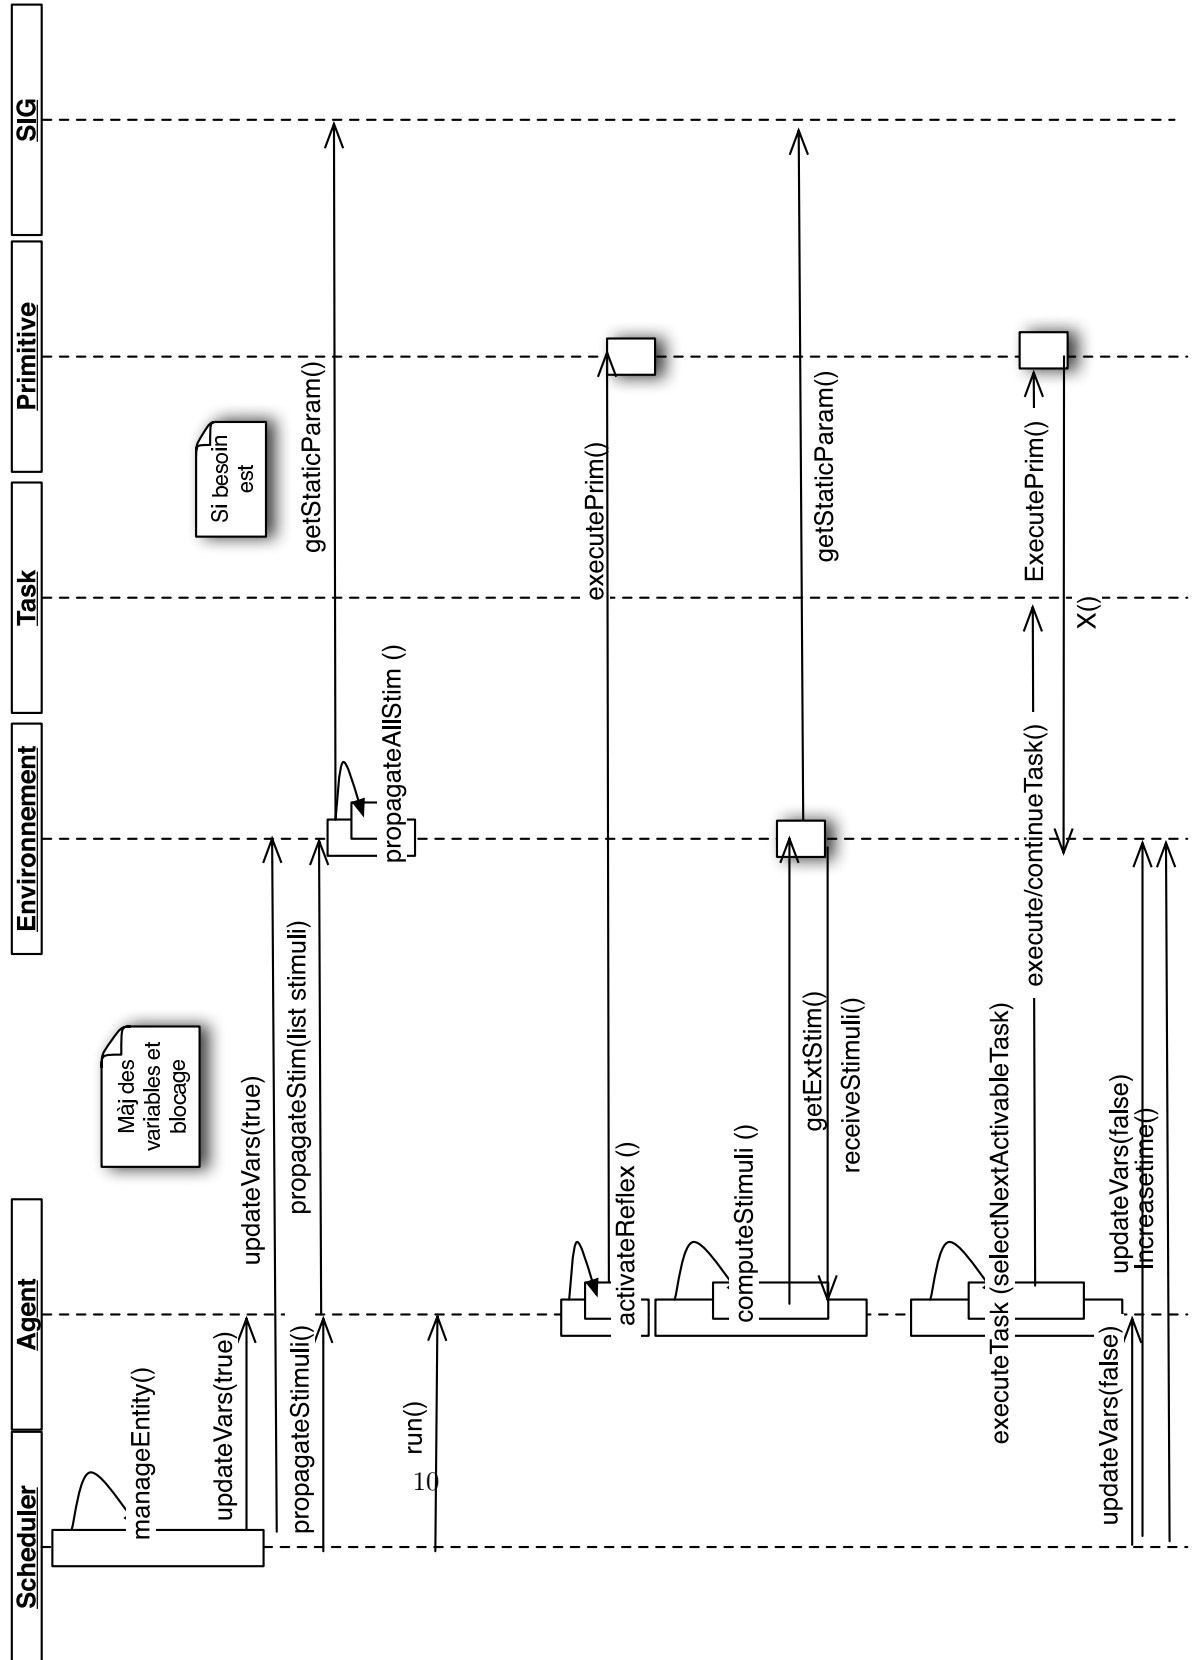 Scheduler
Agent
Environnement
Task
Primitive
SIG
manageEntity()
Màj des
variables et
blocage
Si besoin
est
updateVars(true)
updateVars(true)
propagateStimuli()
propagateStim(list stimuli)
getStaticParam()
propagateAllStim ()
run()
10
activateReflex ()
executePrim()
computeStimuli ()
getExtStim()
receiveStimuli()
getStaticParam()
executeTask (selectNextActivableTask)
execute/continueTask()
ExecutePrim()
X()
updateVars(false)
updateVars(false)
Increasetime()